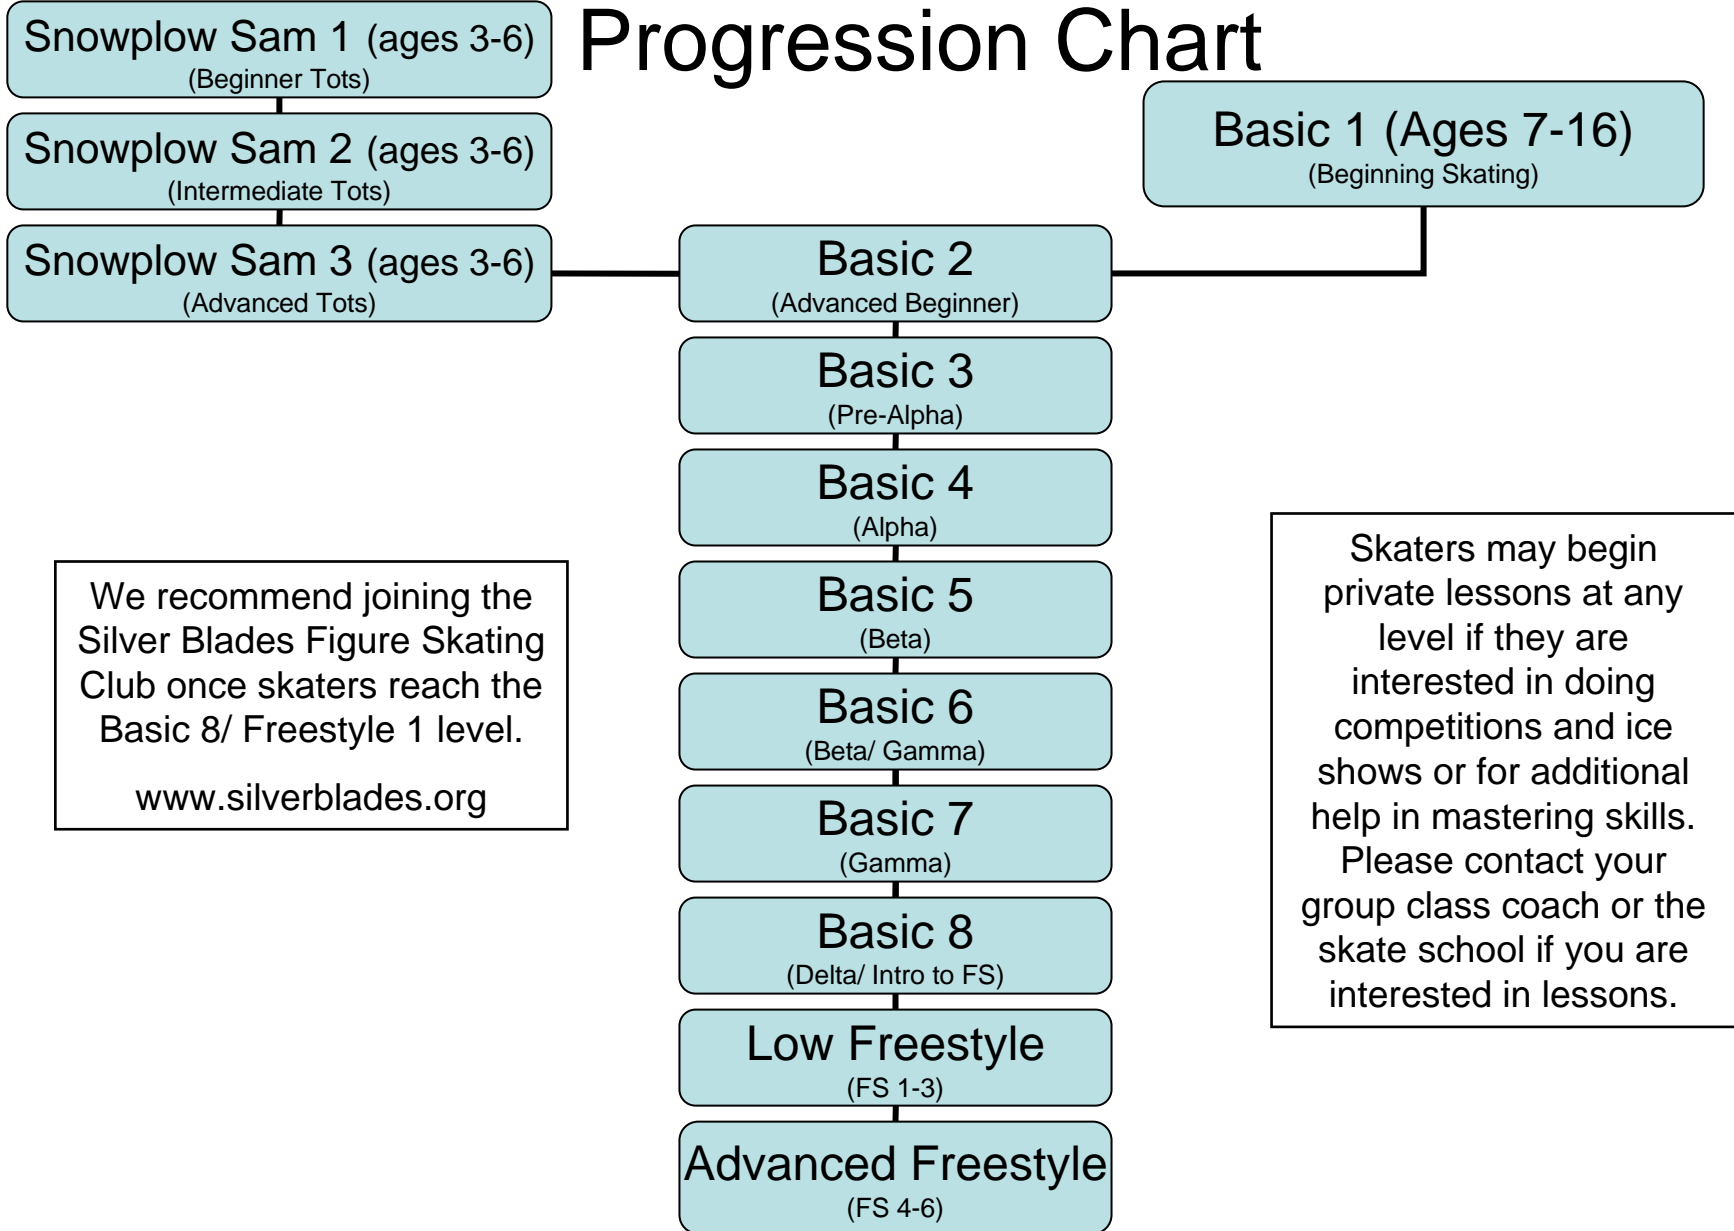 Progression Chart
Snowplow Sam 1 (ages 3-6)
(Beginner Tots)
Snowplow Sam 2 (ages 3-6)
(Intermediate Tots)
Snowplow Sam 3 (ages 3-6)
(Advanced Tots)
Basic 1 (Ages 7-16)
(Beginning Skating)
Basic 2
(Advanced Beginner)
Basic 3
(Pre-Alpha)
Basic 4
(Alpha)
Basic 5
(Beta)
Basic 6
(Beta/ Gamma)
Basic 7
(Gamma)
Basic 8
(Delta/ Intro to FS)
Low Freestyle
(FS 1-3)
Advanced Freestyle
(FS 4-6)
We recommend joining the
Silver Blades Figure Skating
Club once skaters reach the
Basic 8/ Freestyle 1 level.
www.silverblades.org
Skaters may begin
private lessons at any
level if they are
interested in doing
competitions and ice
shows or for additional
help in mastering skills.
Please contact your
group class coach or the
skate school if you are
interested in lessons.